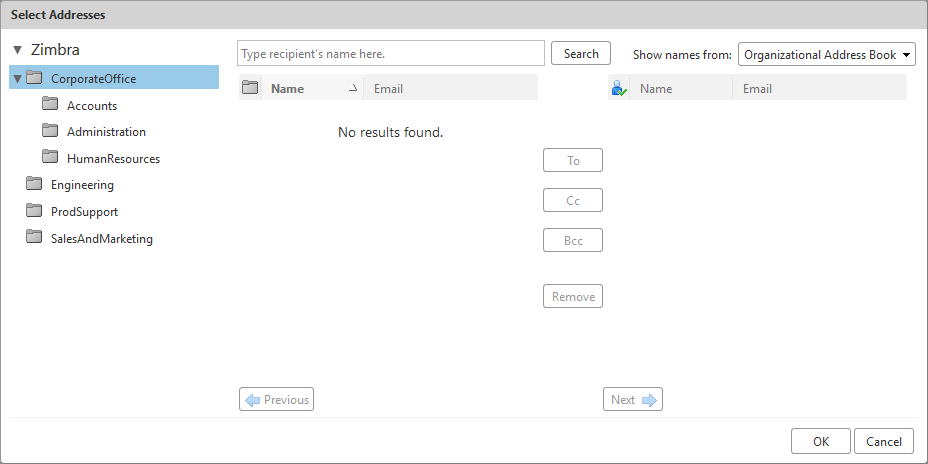 Select Addresses
Zimbra
CorporateOffice
Accounts
Administration
HumanResources
Engineering
ProdSupport
SalesAndMarketing
Type recipient's name here.
Search
Show names from: Organizational Address Book
Name Email
No results found.
To
Cc
Bcc
Remove
Name Email
Previous
Next
OK
Cancel